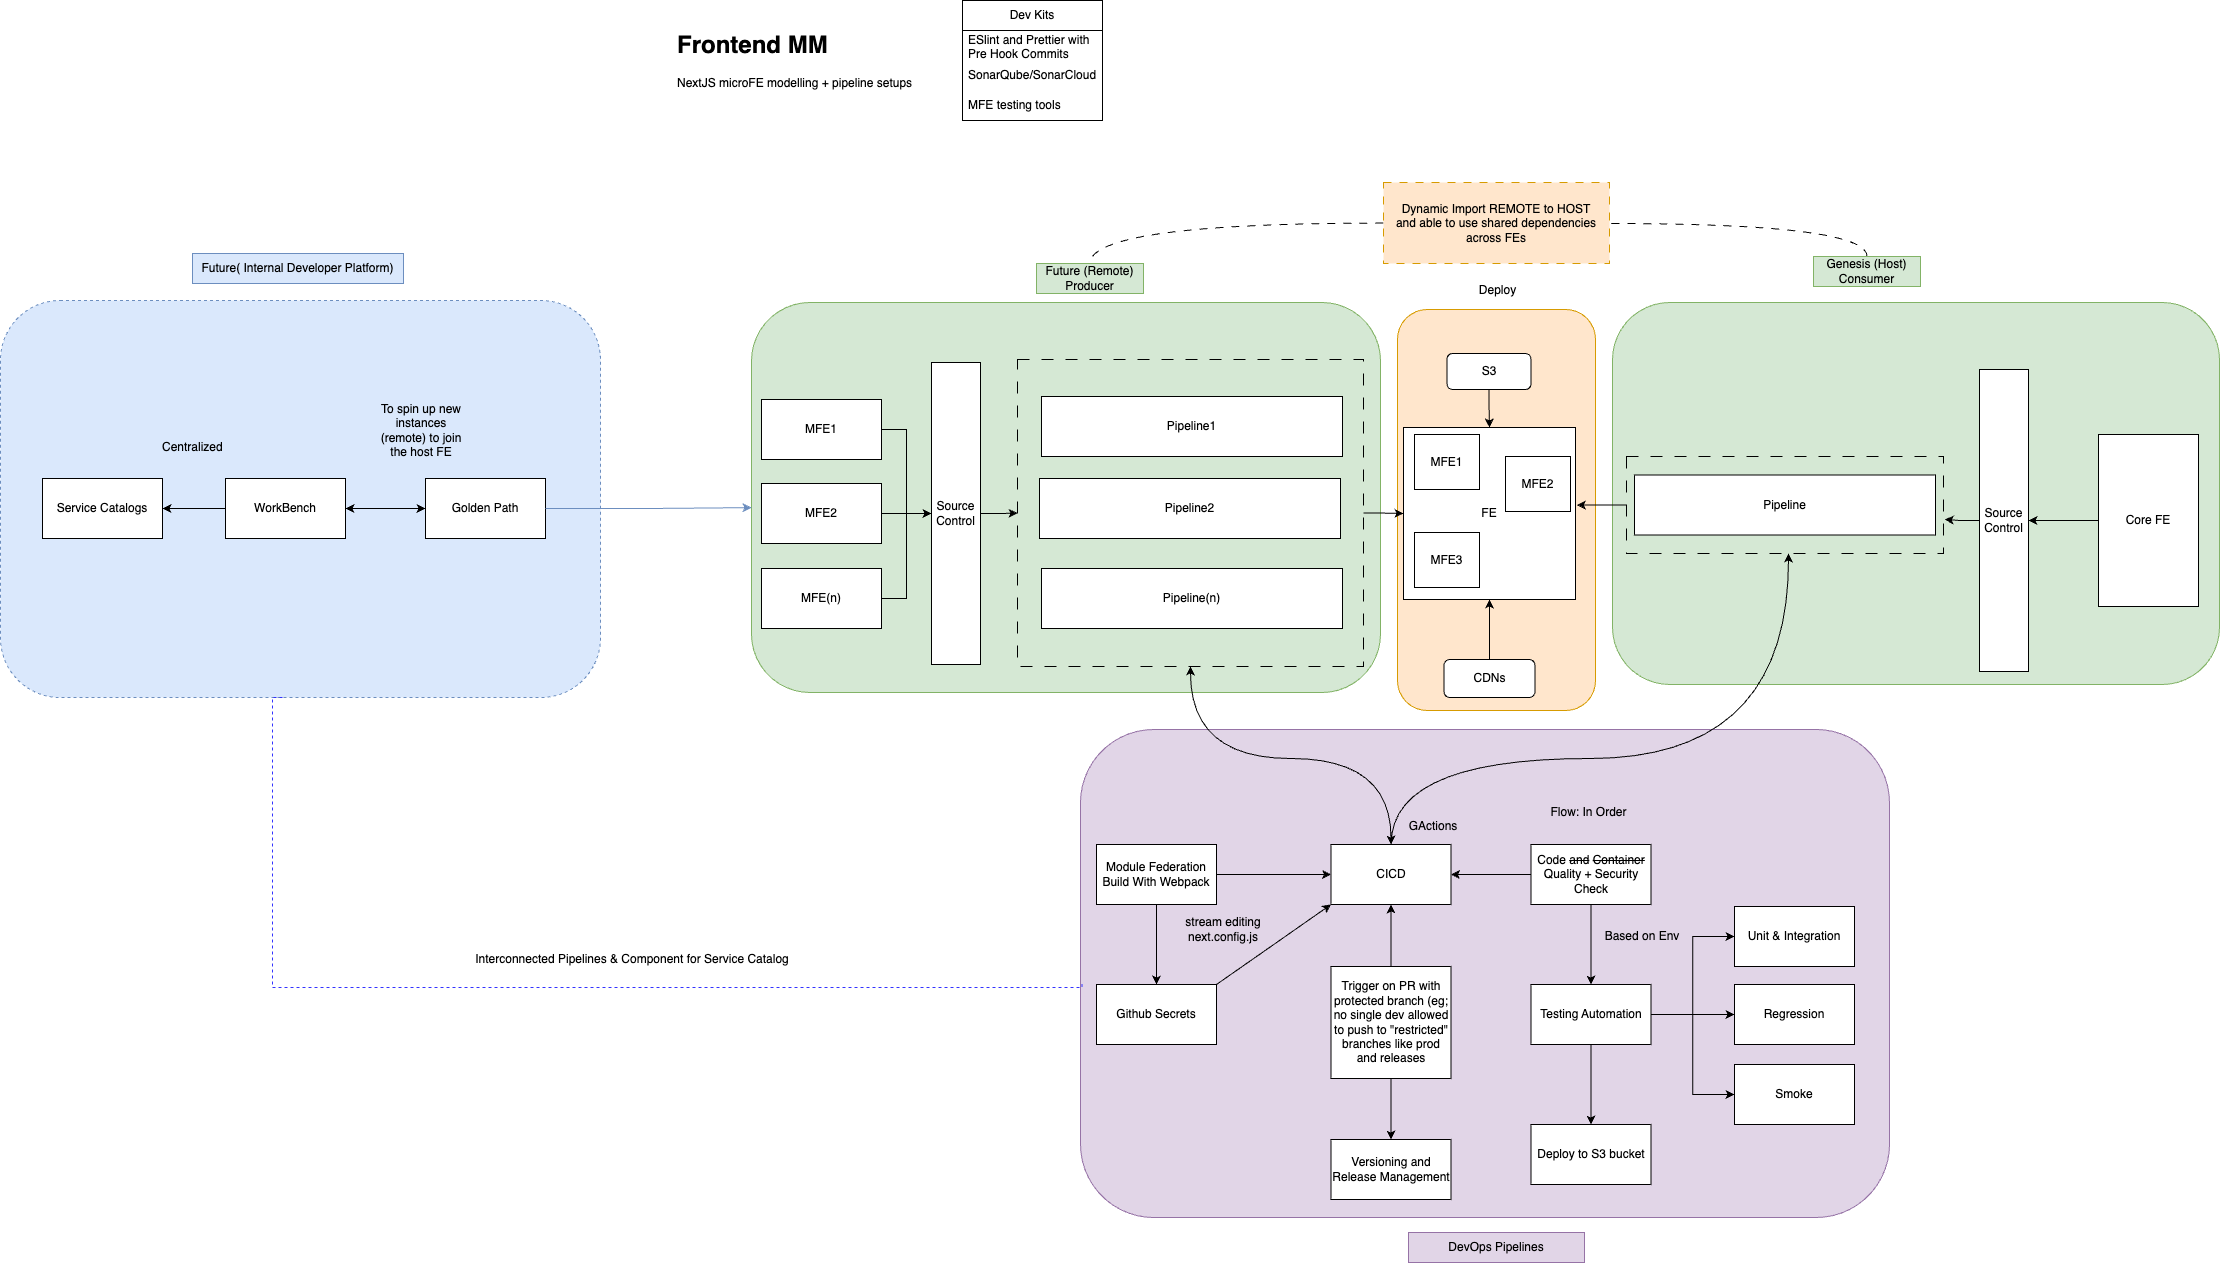 Frontend MM
NextJS microFE modelling + pipeline setups
Dev Kits
ESlint and Prettier with
Pre Hook Commits
SonarQube/SonarCloud
MFE testing tools
Dynamic Import REMOTE to HOST
and able to use shared dependencies
across FEs
Future( Internal Developer Platform)
Future (Remote)
Producer
Genesis (Host)
Consumer
Deploy
Centralized
To spin up new
instances
(remote) to join
the host FE
Service Catalogs
WorkBench
Golden Path
MFE1
MFE2
MFE(n)
Source
Control
Pipeline1
Pipeline2
Pipeline(n)
S3
MFE1
MFE2
FE
MFE3
CDNs
Pipeline
Source
Control
Core FE
Flow: In Order
GActions
Module Federation
Build With Webpack
CICD
Code and Container
Quality + Security
Check
stream editing
next.config.js
Based on Env
Unit & Integration
Interconnected Pipelines & Component for Service Catalog
Github Secrets
Trigger on PR with
protected branch (eg;
no single dev allowed
to push to "restricted"
branches like prod
and releases
Testing Automation
Regression
Smoke
Versioning and
Release Management
Deploy to S3 bucket
DevOps Pipelines